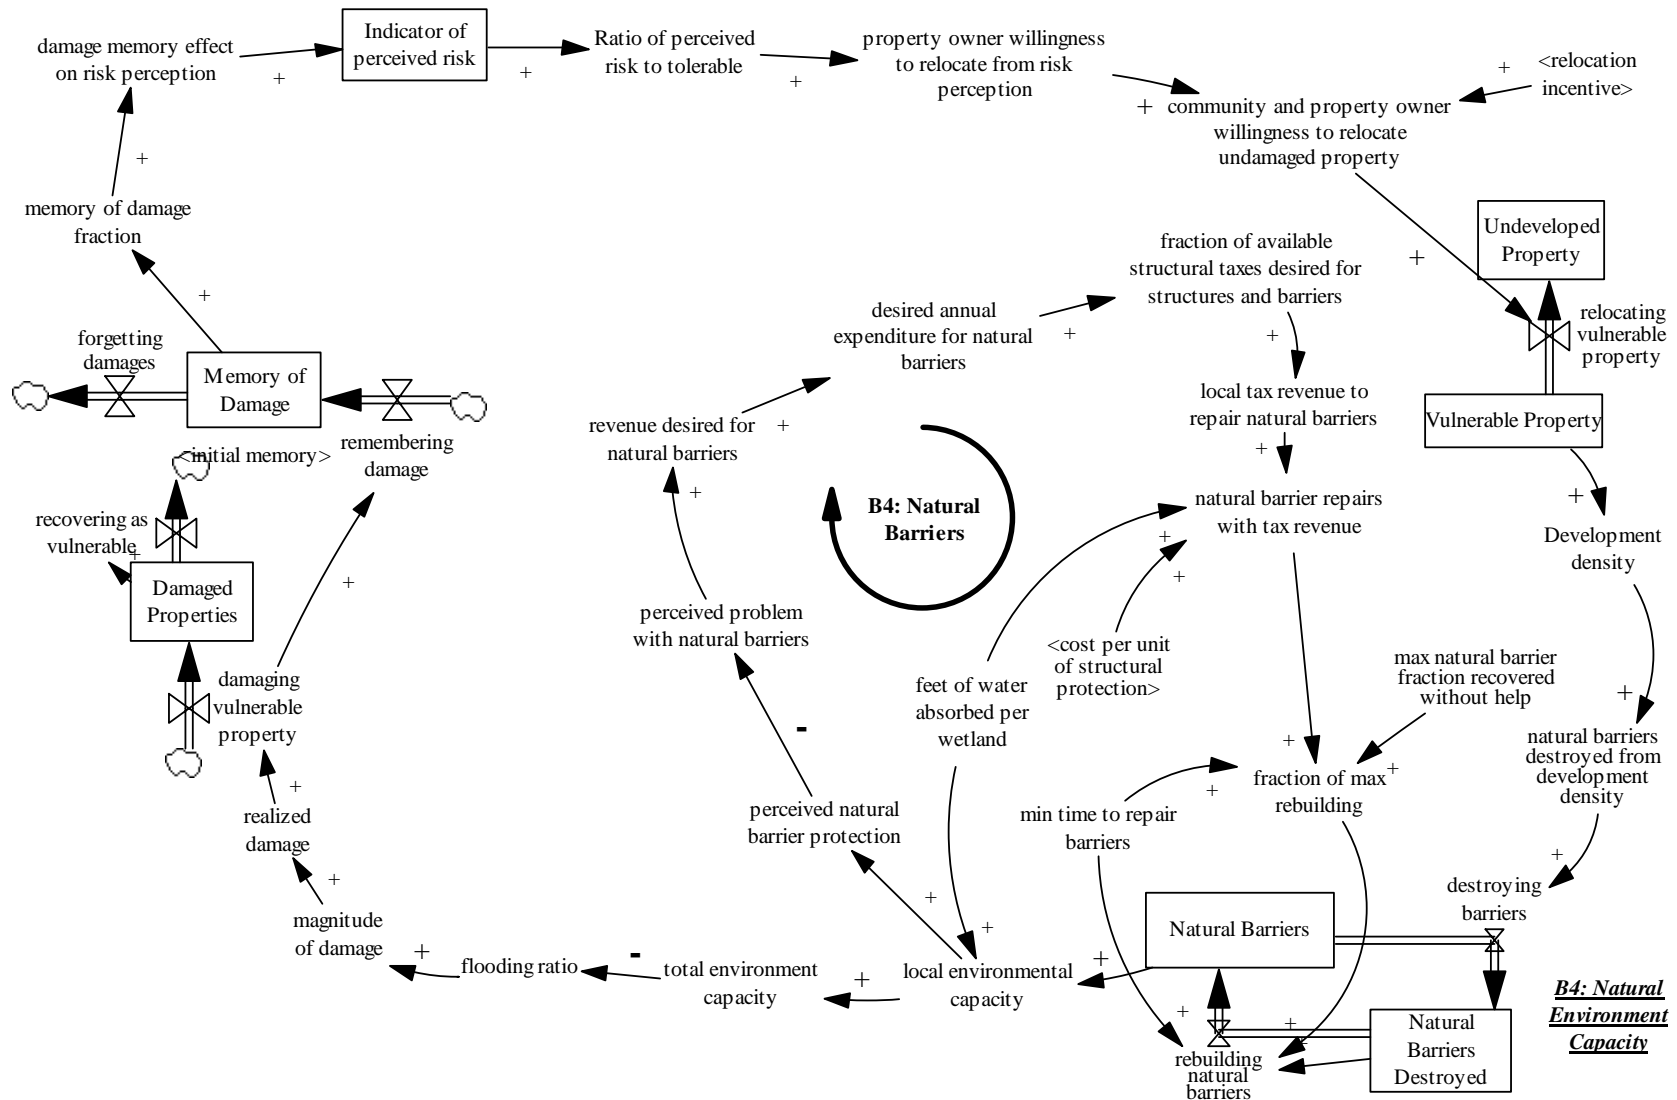 damage memory effect
on risk perception
+
Indicator of
perceived risk
+
Ratio of perceived
risk to tolerable
+
property owner willingness
to relocate from risk
perception
+
community and property owner
willingness to relocate
undamaged property
+
<relocation
incentive>
+
memory of damage
fraction
+
forgetting
damages
Memory of
Damage
remembering
damage
<initial memory>
recovering as
vulnerable
+
Damaged
Properties
+
damaging
vulnerable
property
+
realized
damage
+
magnitude
of damage
+
flooding ratio
-
total environment
capacity
+
local environmental
capacity
+
+
+
perceived natural
barrier protection
-
perceived problem
with natural barriers
+
revenue desired for
natural barriers
+
desired annual
expenditure for natural
barriers
+
fraction of available
structural taxes desired for
structures and barriers
+
local tax revenue to
repair natural barriers
+
natural barrier repairs
with tax revenue
+
+
B4: Natural
Barriers
<cost per unit
of structural
protection>
feet of water
absorbed per
wetland
max natural barrier
fraction recovered
without help
+
+
+
fraction of max
rebuilding
min time to repair
barriers
+
Undeveloped
Property
relocating
vulnerable
property
Vulnerable Property
+
Development
density
+
natural barriers
destroyed from
development
density
+
destroying
barriers
Natural Barriers
+
+
+
rebuilding
natural
barriers
Natural
Barriers
Destroyed
B4: Natural
Environment
Capacity